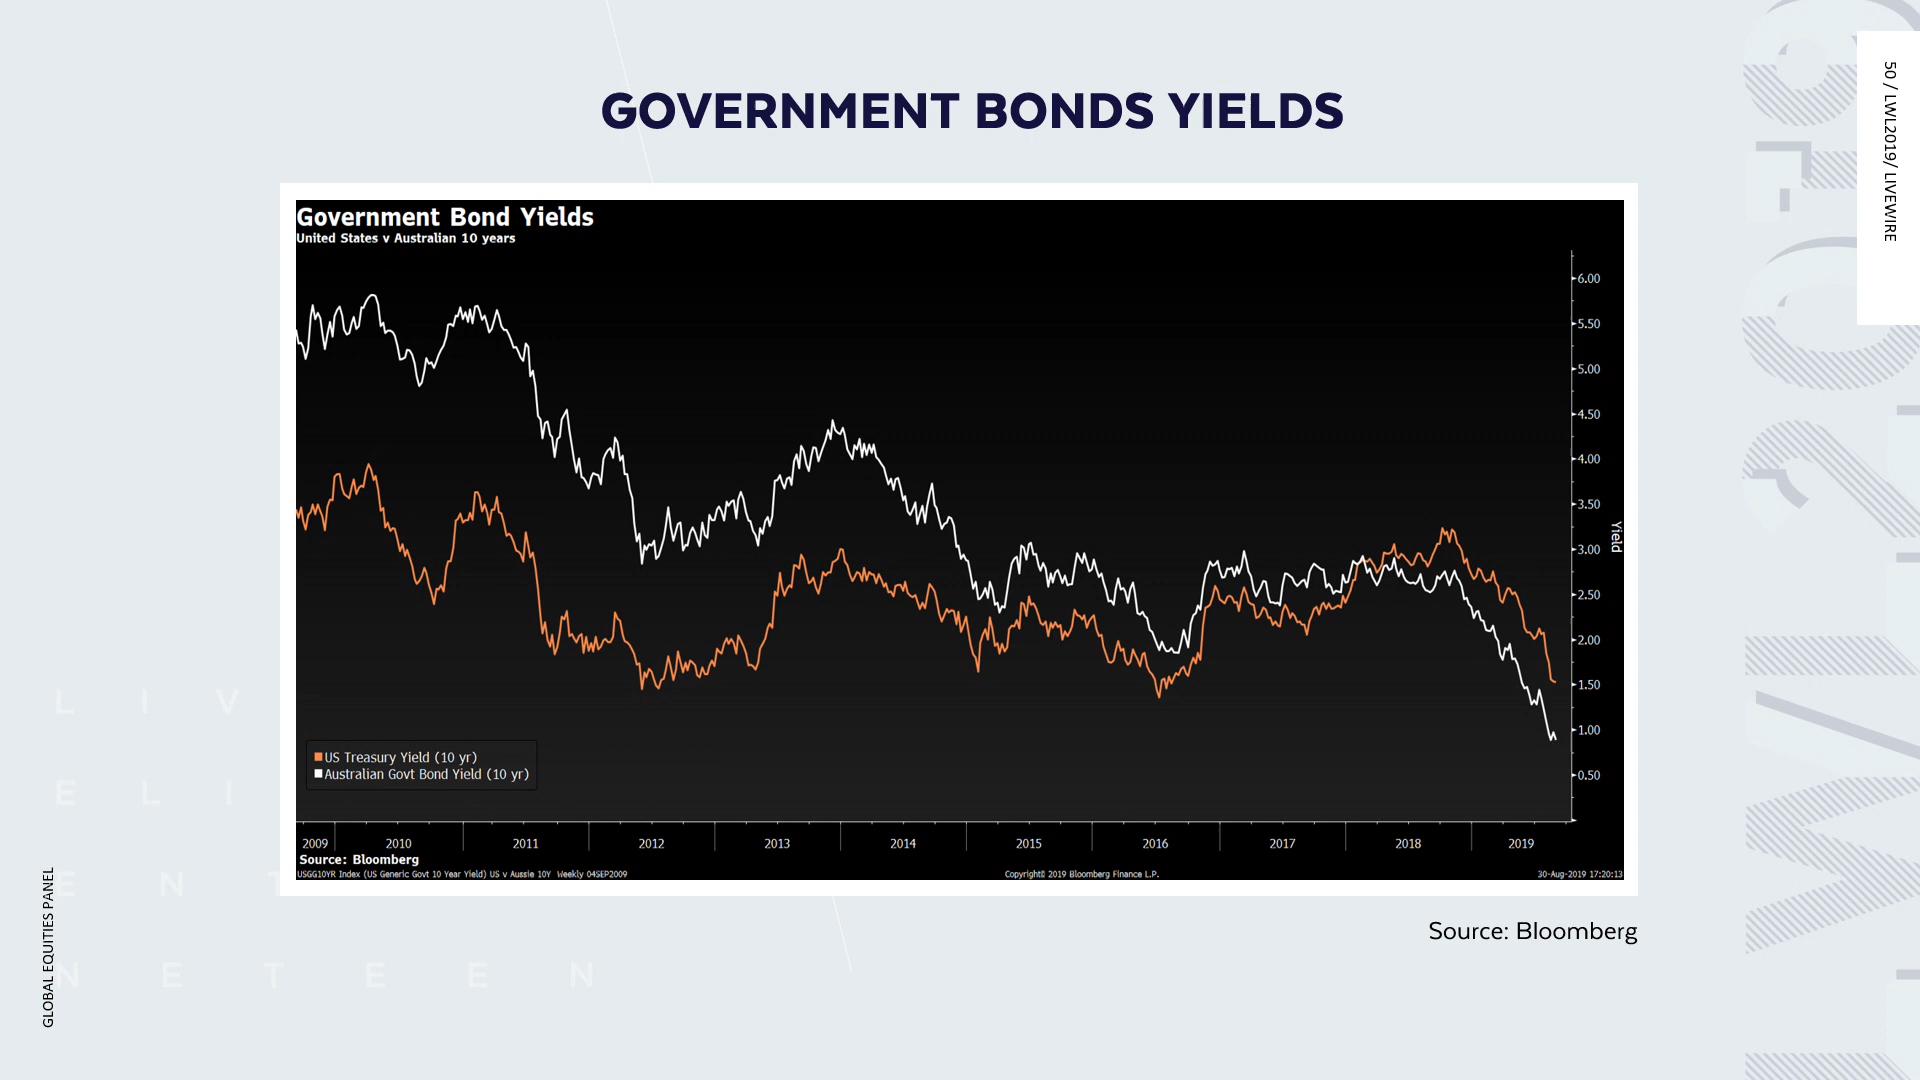 GOVERNMENT BONDS YIELDS
50 / LWL2019/ LIVEWIRE
Government Bond Yields
United States v Australian 10 years
6.00
5.50
5.00
4.50
4.00
3.50
3.00
2.50
2.00
1.50
1.00
0.50
Yield
US Treasury Yield (10 yr)
Australian Govt Bond Yield (10 yr)
2009 2010 2011 2012 2013 2014 2015 2016 2017 2018 2019
Source: Bloomberg
USGG10YR Index (US Generic Govt 10 Year Yield) US v Aussie 10Y Weekly 04SEP2009 Copyright© 2019 Bloomberg Finance L.P. 30-Aug-2019 17:20:13
Source: Bloomberg
GLOBAL EQUITIES PANEL
L I V
E L I
E N T
N E T E E N